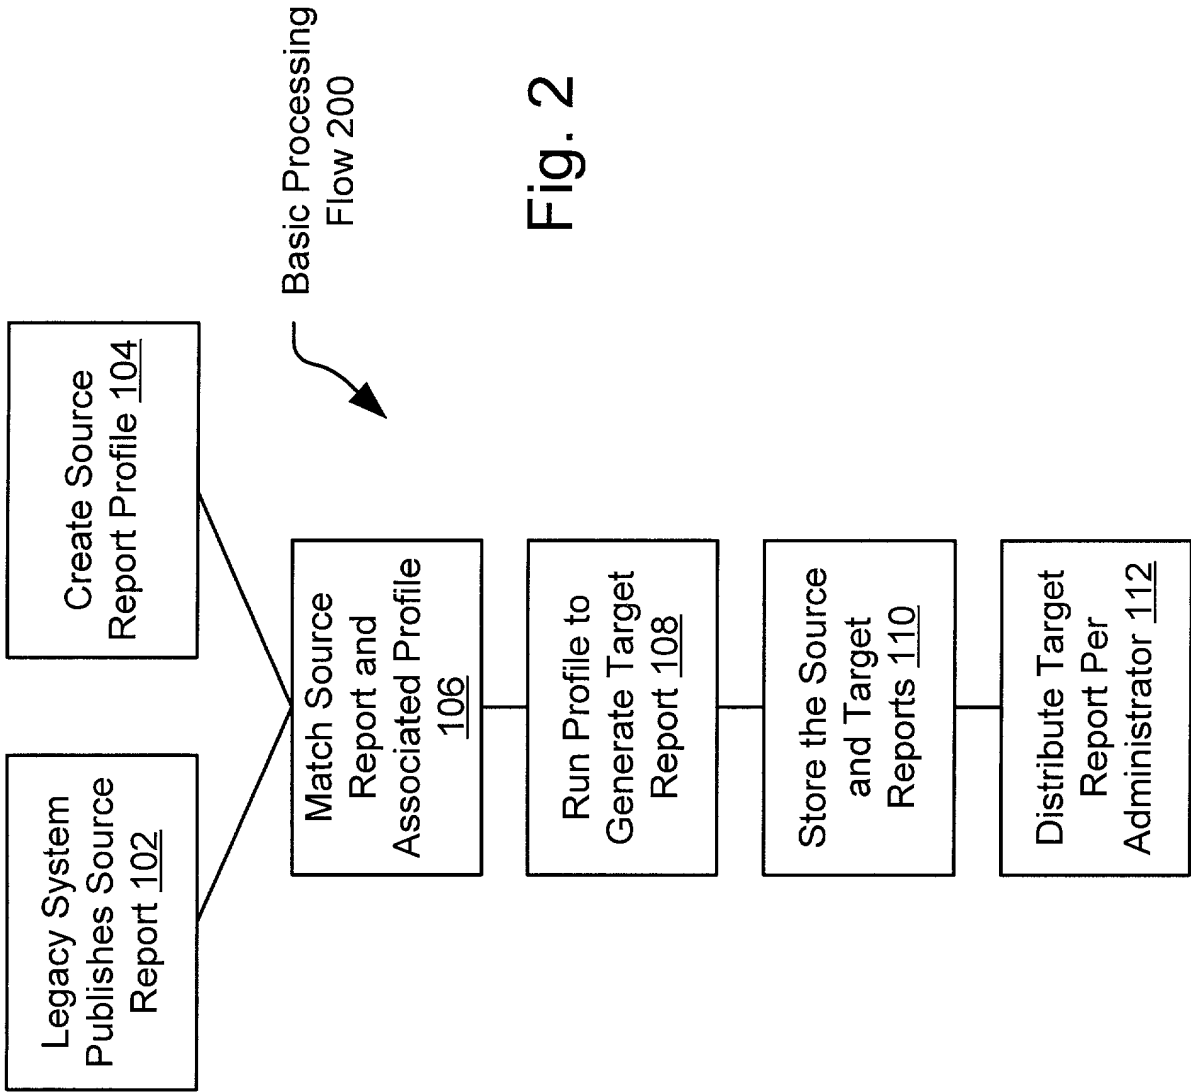 Legacy System
Publishes Source
Report 102
Create Source
Report Profile 104
Match Source
Report and
Associated Profile
106
Basic Processing
Flow 200
Run Profile to
Generate Target
Report 108
Store the Source
and Target
Reports 110
Distribute Target
Report Per
Administrator 112
Fig. 2